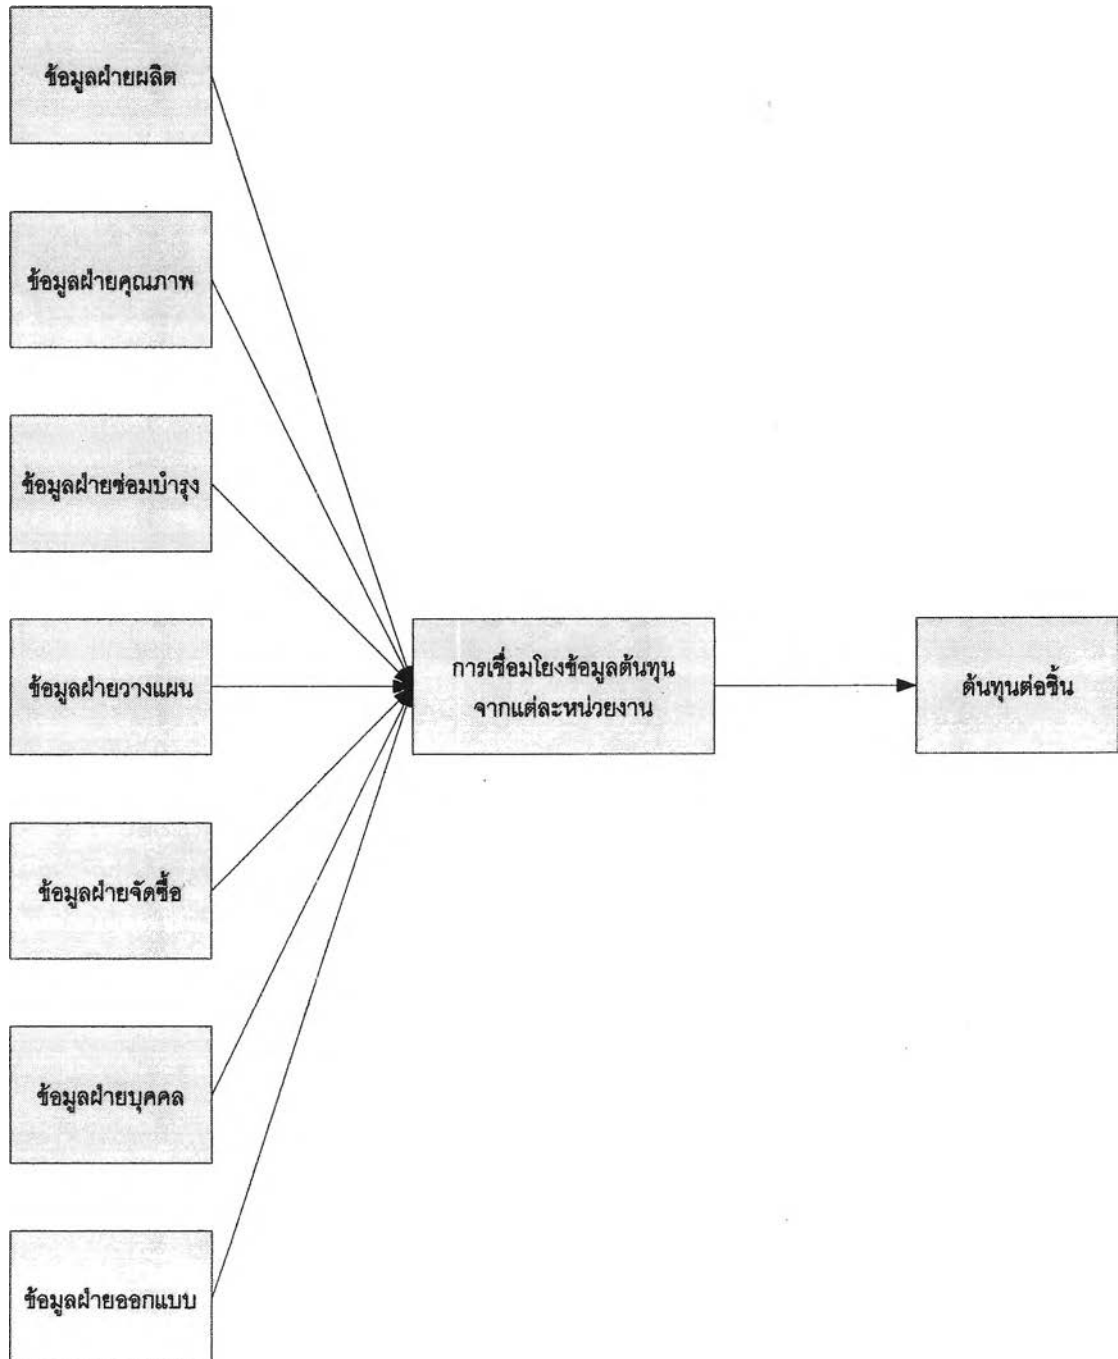 ข้อมูลฝ่ายผลิต
ข้อมูลฝ่ายคุณภาพ
ข้อมูลฝ่ายซ่อมบำรุง
ข้อมูลฝ่ายวางแผน
การเชื่อมโยงข้อมูลต้นทุน
จากแต่ละหน่วยงาน
ต้นทุนต่อชิ้น
ข้อมูลฝ่ายจัดซื้อ
ข้อมูลฝ่ายบุคคล
ข้อมูลฝ่ายออกแบบ